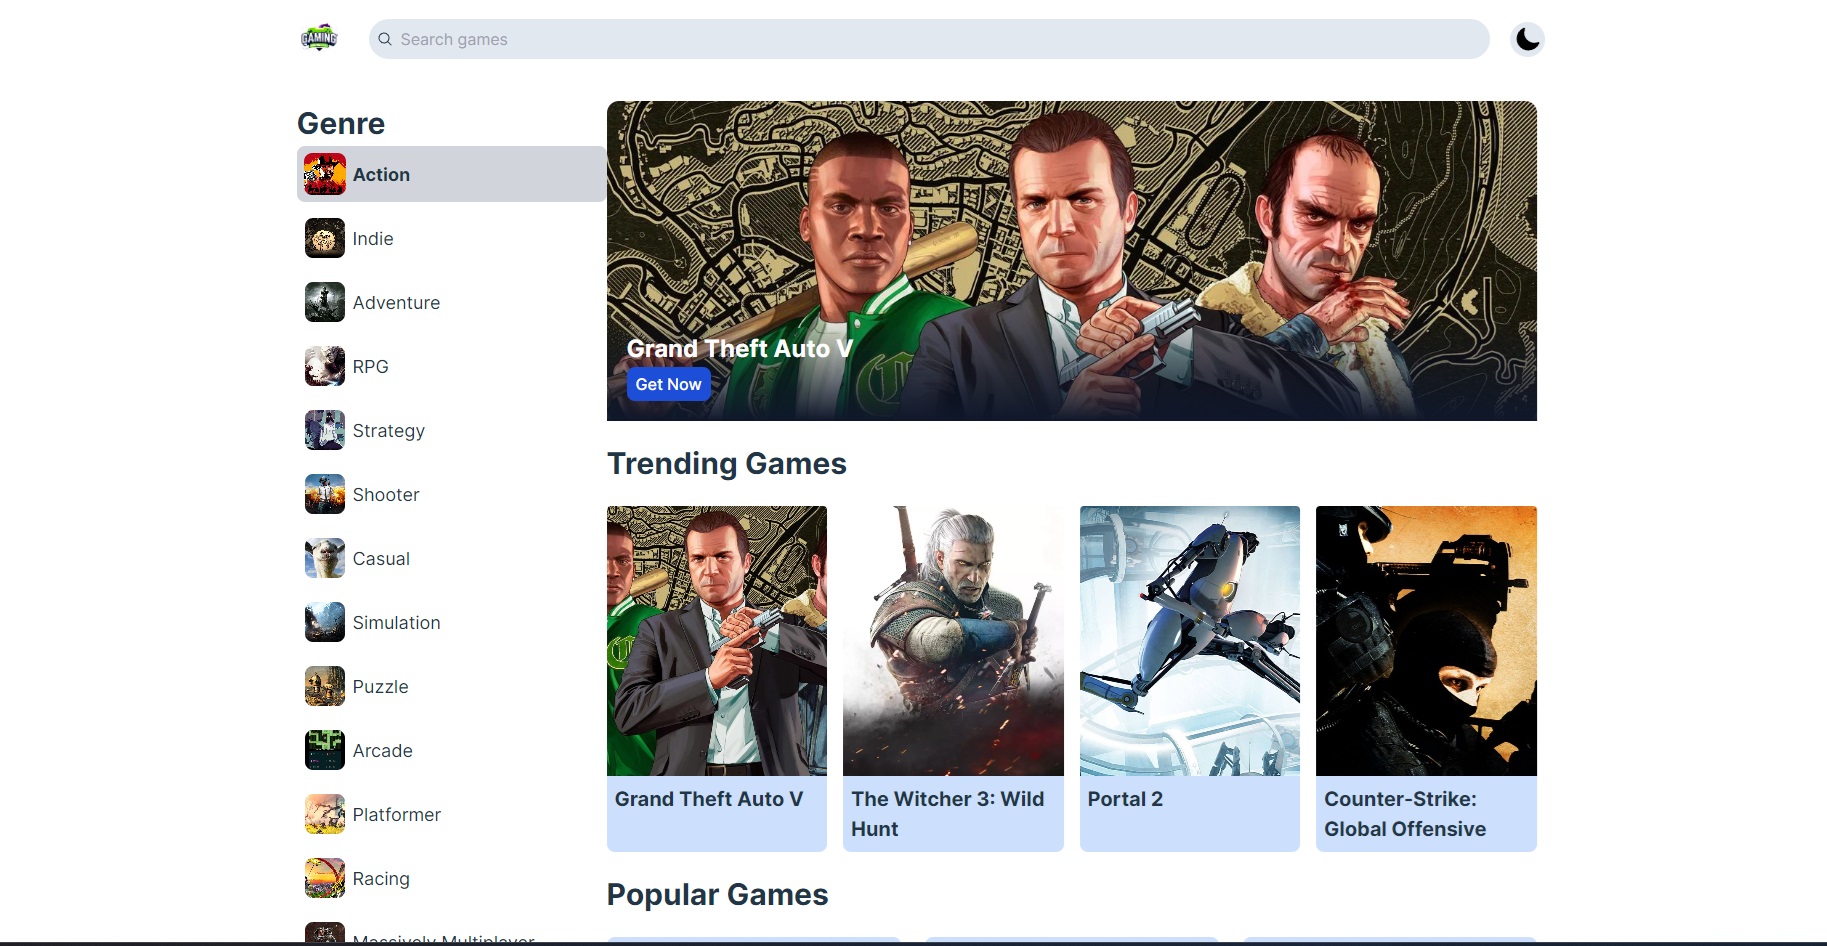 GAMING
Search games
Genre
Action
Indie
Adventure
RPG
Strategy
Shooter
Casual
Simulation
Puzzle
Arcade
Platformer
Racing
Massively Multiplayer
Grand Theft Auto V
Get Now
Trending Games
Grand Theft Auto V
The Witcher 3: Wild
Hunt
Portal 2
Counter-Strike:
Global Offensive
Popular Games